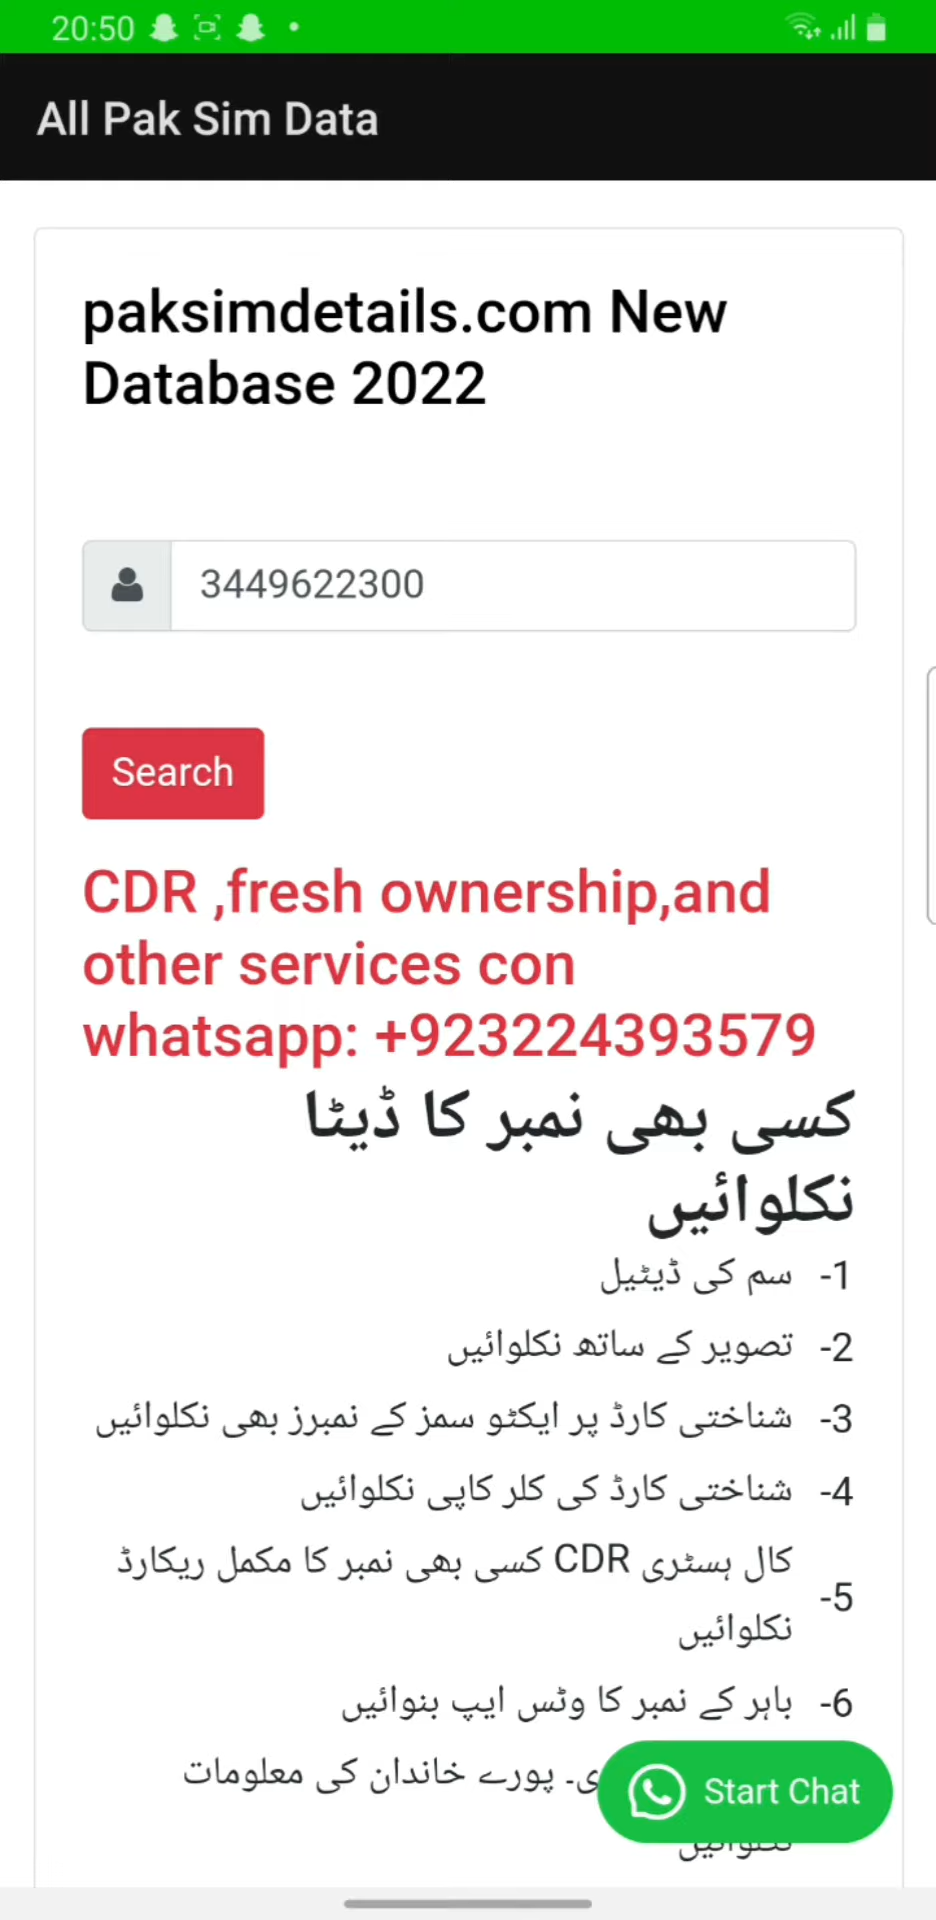 20:50
All Pak Sim Data
paksimdetails.com New
Database 2022
3449622300
Search
CDR ,fresh ownership,and
other services con
whatsapp: +923224393579
کسی بھی نمبر کا ڈیٹا
نکلوائیں
1- سم کی ڈیٹیل
2- تصویر کے ساتھ نکلوائیں
3- شناختی کارڈ پر ایکٹو سمز کے نمبرز بھی نکلوائیں
4- شناختی کارڈ کی کلر کاپی نکلوائیں
5- کال ہسٹری CDR کسی بھی نمبر کا مکمل ریکارڈ
نکلوائیں
6- باہر کے نمبر کا وٹس ایپ بنوائیں
پورے خاندان کی معلومات
Start Chat